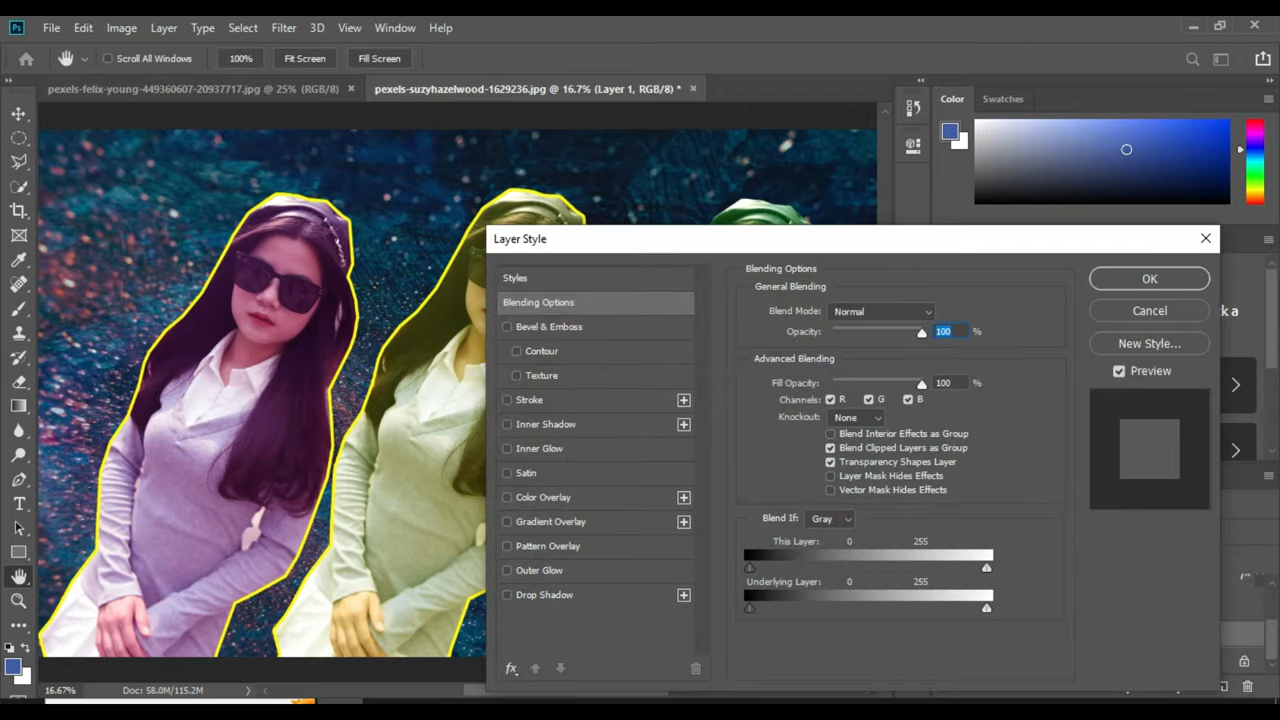 Ps File Edit Image Layer Type Select Filter 3D View Window Help
Scroll All Windows 100% Fit Screen Fill Screen
pexels-felix-young-449360607-20937717.jpg @ 25% (RGB/8) × pexels-suzyhazelwood-1629236.jpg @ 16.7% (Layer 1, RGB/8) * ×
Color Swatches
Layer Style
Styles
Blending Options
Bevel & Emboss
Contour
Texture
Stroke
Inner Shadow
Inner Glow
Satin
Color Overlay
Gradient Overlay
Pattern Overlay
Outer Glow
Drop Shadow
fx
Blending Options
General Blending
Blend Mode: Normal
Opacity: 100 %
Advanced Blending
Fill Opacity: 100 %
Channels: R G B
Knockout: None
Blend Interior Effects as Group
Blend Clipped Layers as Group
Transparency Shapes Layer
Layer Mask Hides Effects
Vector Mask Hides Effects
Blend If: Gray
This Layer: 0 255
Underlying Layer: 0 255
OK
Cancel
New Style...
Preview
ka
16.67% Doc: 58.0M/115.2M